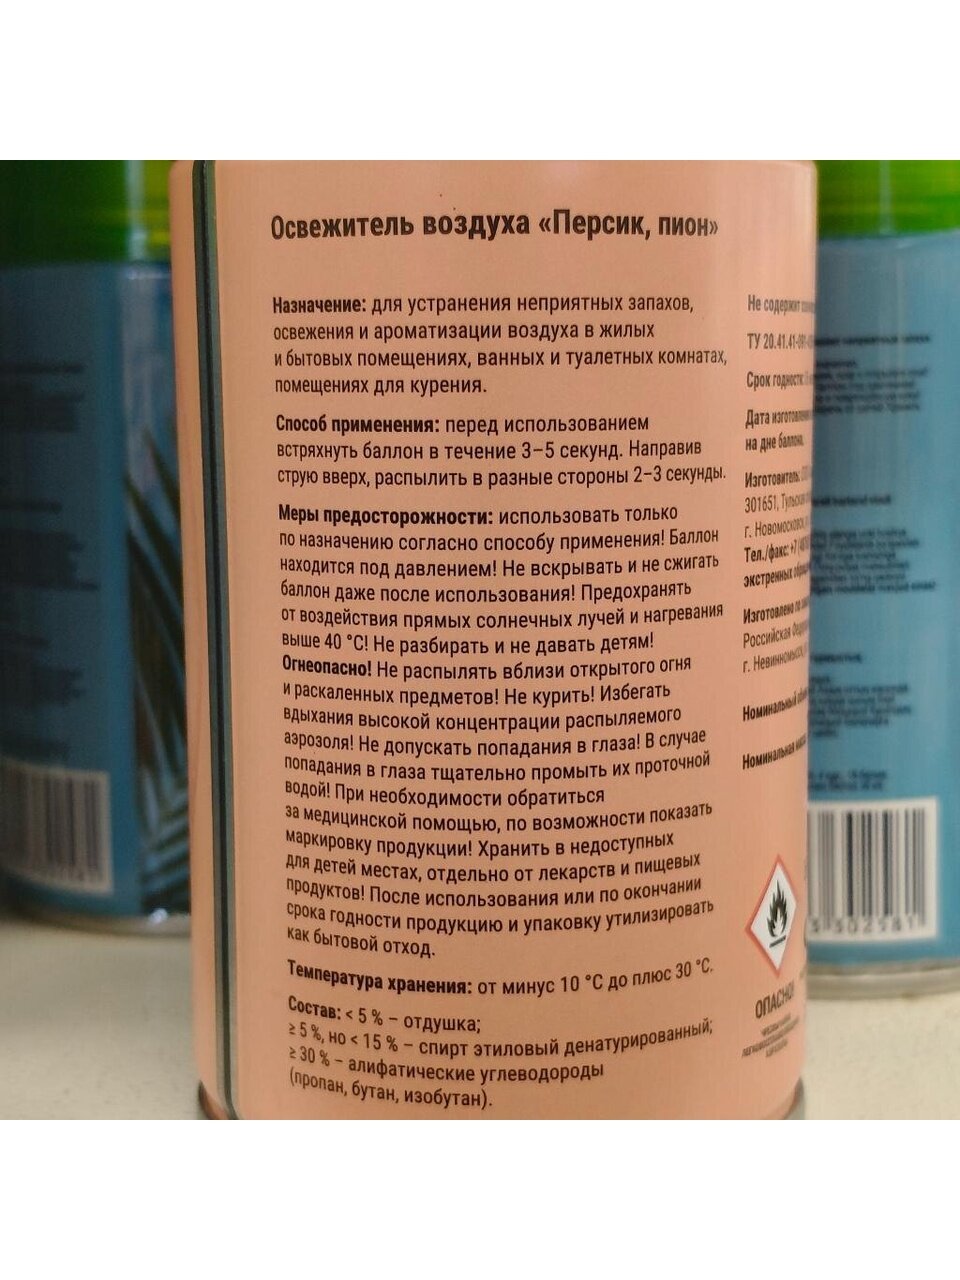 Освежитель воздуха «Персик, пион»
Назначение: для устранения неприятных запахов,
освежения и ароматизации воздуха в жилых
и бытовых помещениях, ванных и туалетных комнатах,
помещениях для курения.
Способ применения: перед использованием
встряхнуть баллон в течение 3–5 секунд. Направив
струю вверх, распылить в разные стороны 2–3 секунды.
Меры предосторожности: использовать только
по назначению согласно способу применения! Баллон
находится под давлением! Не вскрывать и не сжигать
баллон даже после использования! Предохранять
от воздействия прямых солнечных лучей и нагревания
выше 40 °С! Не разбирать и не давать детям!
Огнеопасно! Не распылять вблизи открытого огня
и раскаленных предметов! Не курить! Избегать
вдыхания высокой концентрации распыляемого
аэрозоля! Не допускать попадания в глаза! В случае
попадания в глаза тщательно промыть их проточной
водой! При необходимости обратиться
за медицинской помощью, по возможности показать
маркировку продукции! Хранить в недоступных
для детей местах, отдельно от лекарств и пищевых
продуктов! После использования или по окончании
срока годности продукцию и упаковку утилизировать
как бытовой отход.
Температура хранения: от минус 10 °С до плюс 30 °С.
Состав: < 5 % – отдушка;
≥ 5 %, но < 15 % – спирт этиловый денатурированный;
≥ 30 % – алифатические углеводороды
(пропан, бутан, изобутан).
Не содержит
ТУ 20.41.41-
Срок годности:
Дата изготовления
на дне баллона.
Изготовитель:
301651, Тульская
г. Новомосковск,
Тел./факс: +7
экстренных
Изготовлено по
Российская
г. Невинномысск,
Номинальный
Номинальная
ОПАСНО!
502981